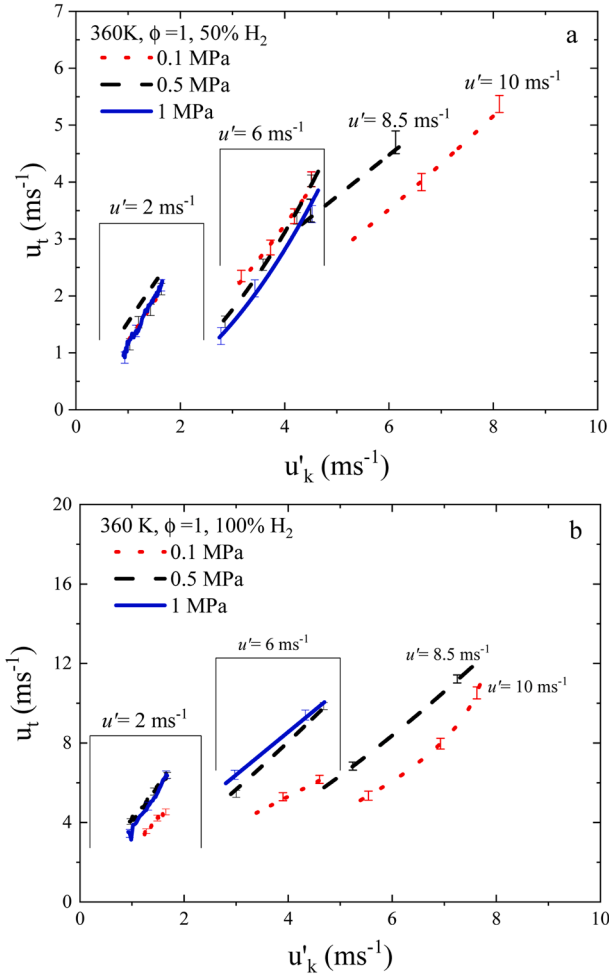 7
6
5
4
3
2
1
0
u_t (ms⁻¹)
360K, ϕ =1, 50% H₂
0.1 MPa
0.5 MPa
1 MPa
a
u'= 2 ms⁻¹
u'= 6 ms⁻¹
u'= 8.5 ms⁻¹
u'= 10 ms⁻¹
0 2 4 6 8 10
u'ₖ (ms⁻¹)
20
16
12
8
4
0
u_t (ms⁻¹)
360 K, ϕ =1, 100% H₂
0.1 MPa
0.5 MPa
1 MPa
b
u'= 2 ms⁻¹
u'= 6 ms⁻¹
u'= 8.5 ms⁻¹
u'= 10 ms⁻¹
0 2 4 6 8 10
u'ₖ (ms⁻¹)